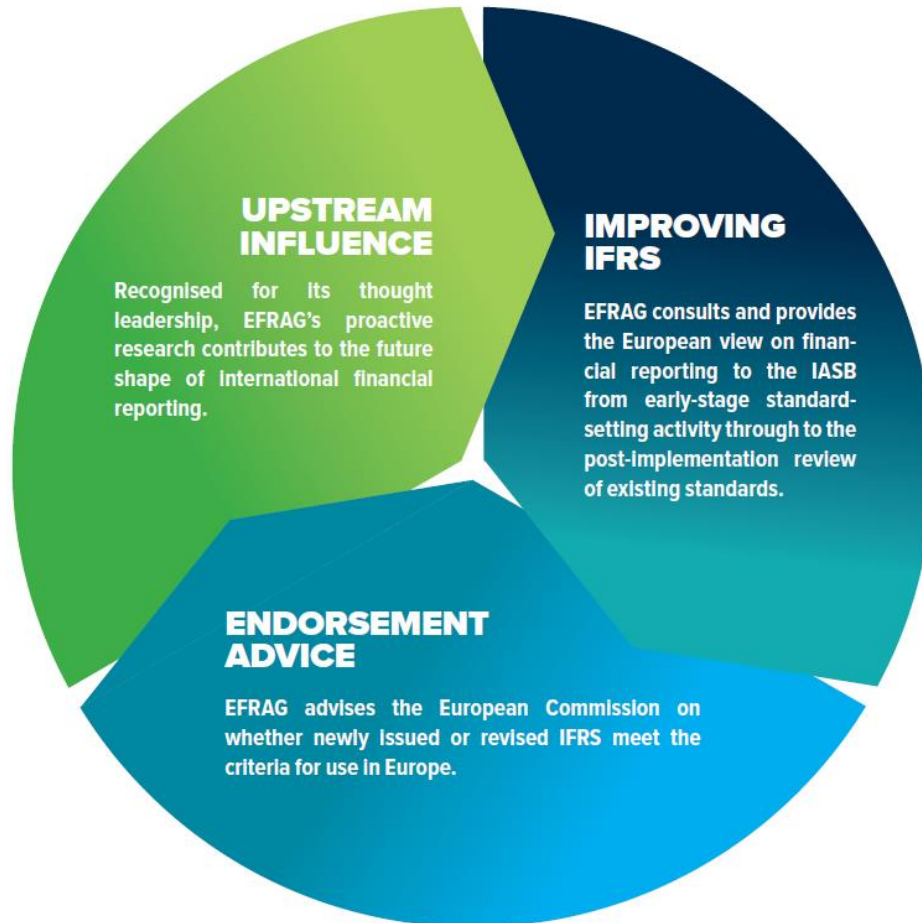 UPSTREAM
INFLUENCE
Recognised for its thought
leadership, EFRAG's proactive
research contributes to the future
shape of international financial
reporting.
IMPROVING
IFRS
EFRAG consults and provides
the European view on finan-
cial reporting to the IASB
from early-stage standard-
setting activity through to the
post-implementation review
of existing standards.
ENDORSEMENT
ADVICE
EFRAG advises the European Commission on
whether newly issued or revised IFRS meet the
criteria for use in Europe.